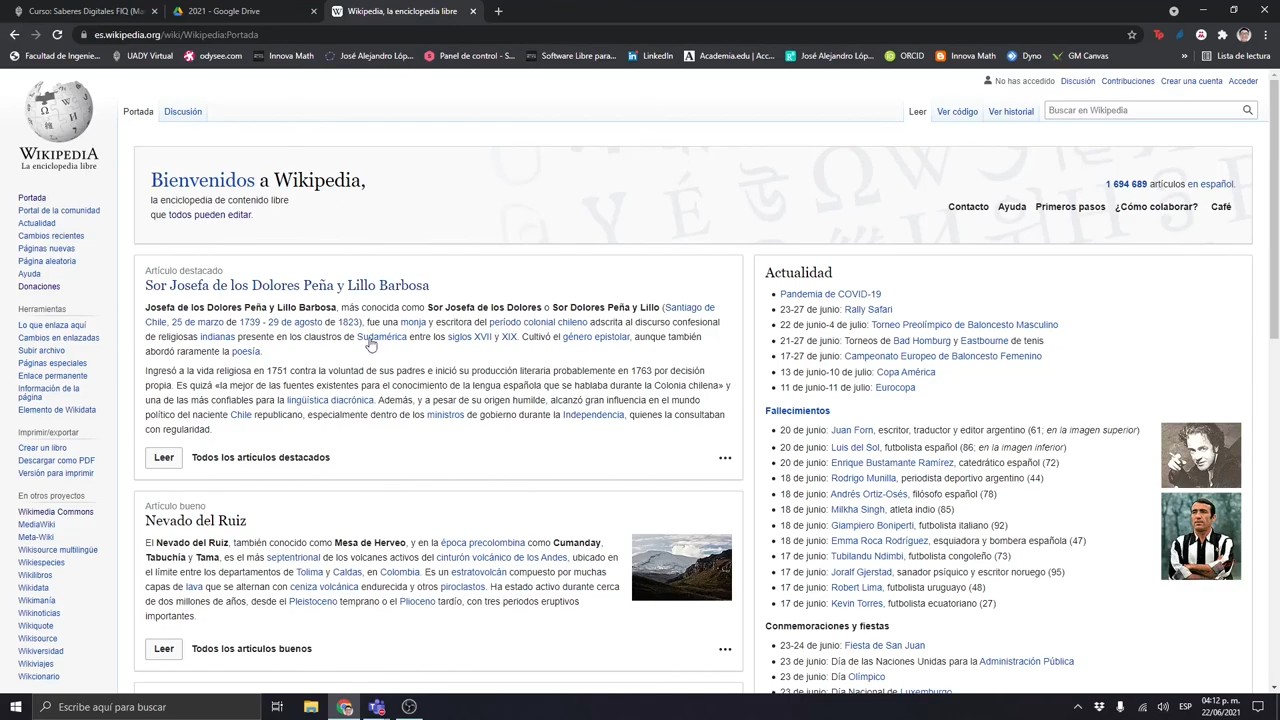 Curso: Saberes Digitales FIQ (Ma
Google Drive
Wikipedia, la enciclopedia libre
es.wikipedia.org/wiki/Wikipedia:Portada
Facultad de Ingenie...
UADY Virtual
odysee.com
Innova Math
Trinket
José Alejandro LÓp...
Panel de control - S...
Software Libre para...
LinkedIn
Academia.edu | Acc...
José Alejandro LÓp...
ORCID
Innova Math
Dyno
GM Canvas
»
Lista de lectura
No has accedido Discusión Contribuciones Crear una cuenta Acceder
Portada Discusión
Leer Ver código Ver historial
Buscar en Wikipedia
WIKIPEDIA
La enciclopedia libre
Portada
Portal de la comunidad
Actualidad
Cambios recientes
Páginas nuevas
Página aleatoria
Ayuda
Donaciones
Herramientas
Lo que enlaza aquí
Cambios en enlazadas
Subir archivo
Páginas especiales
Enlace permanente
Información de la
página
Elemento de Wikidata
Imprimir/exportar
Crear un libro
Descargar como PDF
Versión para imprimir
En otros proyectos
Wikimedia Commons
MediaWiki
Meta-Wiki
Wikisource multilingüe
Wikiespecies
Wikilibros
Wikidata
Wikimanía
Wikinoticias
Wikiquote
Wikisource
Wikiversidad
Wikiviajes
Wikcionario
Bienvenidos a Wikipedia,
la enciclopedia de contenido libre
que todos pueden editar.
1 694 689 artículos en español.
Contacto Ayuda Primeros pasos ¿Cómo colaborar? Café
Artículo destacado
Sor Josefa de los Dolores Peña y Lillo Barbosa
Josefa de los Dolores Peña y Lillo Barbosa, más conocida como Sor Josefa de los Dolores o Sor Dolores Peña y Lillo (Santiago de
Chile, 25 de marzo de 1739 - 29 de agosto de 1823), fue una monja y escritora del período colonial chileno adscrita al discurso confesional
de religiosas indianas presente en los claustros de Sudamérica entre los siglos XVII y XIX. Cultivó el género epistolar, aunque también
abordó raramente la poesía.
Ingresó a la vida religiosa en 1751 contra la voluntad de sus padres e inició su producción literaria probablemente en 1763 por decisión
propia. Es quizá «la mejor de las fuentes existentes para el conocimiento de la lengua española que se hablaba durante la Colonia chilena» y
una de las más confiables para la lingüística diacrónica. Además, y a pesar de su origen humilde, alcanzó gran influencia en el mundo
político del naciente Chile republicano, especialmente dentro de los ministros de gobierno durante la Independencia, quienes la consultaban
con regularidad.
Leer Todos los artículos destacados
Artículo bueno
Nevado del Ruiz
El Nevado del Ruiz, también conocido como Mesa de Herveo, y en la época precolombina como Cumanday,
Tabuchía y Tama, es el más septentrional de los volcanes activos del cinturón volcánico de los Andes, ubicado en
el límite entre los departamentos de Tolima y Caldas, en Colombia. Es un estratovolcán compuesto por muchas
capas de lava que se alternan con ceniza volcánica endurecida y otros piroclastos. Ha estado activo durante cerca
de dos millones de años, desde el Pleistoceno temprano o el Plioceno tardío, con tres periodos eruptivos
importantes.
Leer Todos los artículos buenos
Actualidad
Pandemia de COVID-19
23-27 de junio: Rally Safari
22 de junio-4 de julio: Torneo Preolímpico de Baloncesto Masculino
21-27 de junio: Torneos de Bad Homburg y Eastbourne de tenis
17-27 de junio: Campeonato Europeo de Baloncesto Femenino
13 de junio-10 de julio: Copa América
11 de junio-11 de julio: Eurocopa
Fallecimientos
20 de junio: Juan Forn, escritor, traductor y editor argentino (61; en la imagen superior)
20 de junio: Luis del Sol, futbolista español (86; en la imagen inferior)
20 de junio: Enrique Bustamante Ramírez, catedrático español (72)
18 de junio: Rodrigo Munilla, periodista deportivo argentino (44)
18 de junio: Andrés Ortiz-Osés, filósofo español (78)
18 de junio: Milkha Singh, atleta indio (85)
18 de junio: Giampiero Boniperti, futbolista italiano (92)
18 de junio: Emma Roca Rodríguez, esquiadora y bombera española (47)
17 de junio: Tubilandu Ndimbi, futbolista congoleño (73)
17 de junio: Joralf Gjerstad, sanador psíquico y escritor noruego (95)
17 de junio: Robert Lima, futbolista uruguayo (48)
17 de junio: Kevin Torres, futbolista ecuatoriano (27)
Conmemoraciones y fiestas
23-24 de junio: Fiesta de San Juan
23 de junio: Día de las Naciones Unidas para la Administración Pública
23 de junio: Día Olímpico
23 de junio: Día Nacional de Luxemburgo
Escribe aquí para buscar
ESP
04:12 p. m.
22/06/2021